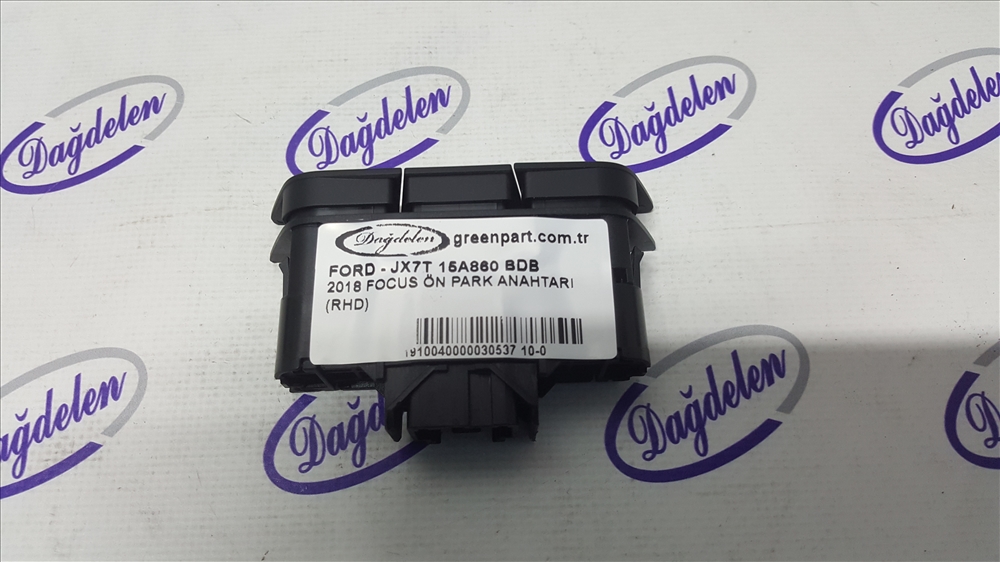 Dağdelen
Dağdelen
Dağdelen
Dağdelen
Dağdelen greenpart.com.tr
FORD - JX7T 15A860 BDB
2018 FOCUS ÖN PARK ANAHTARI
(RHD)
1910040000030537 10-0
Dağdelen
Dağdelen
Dağdelen